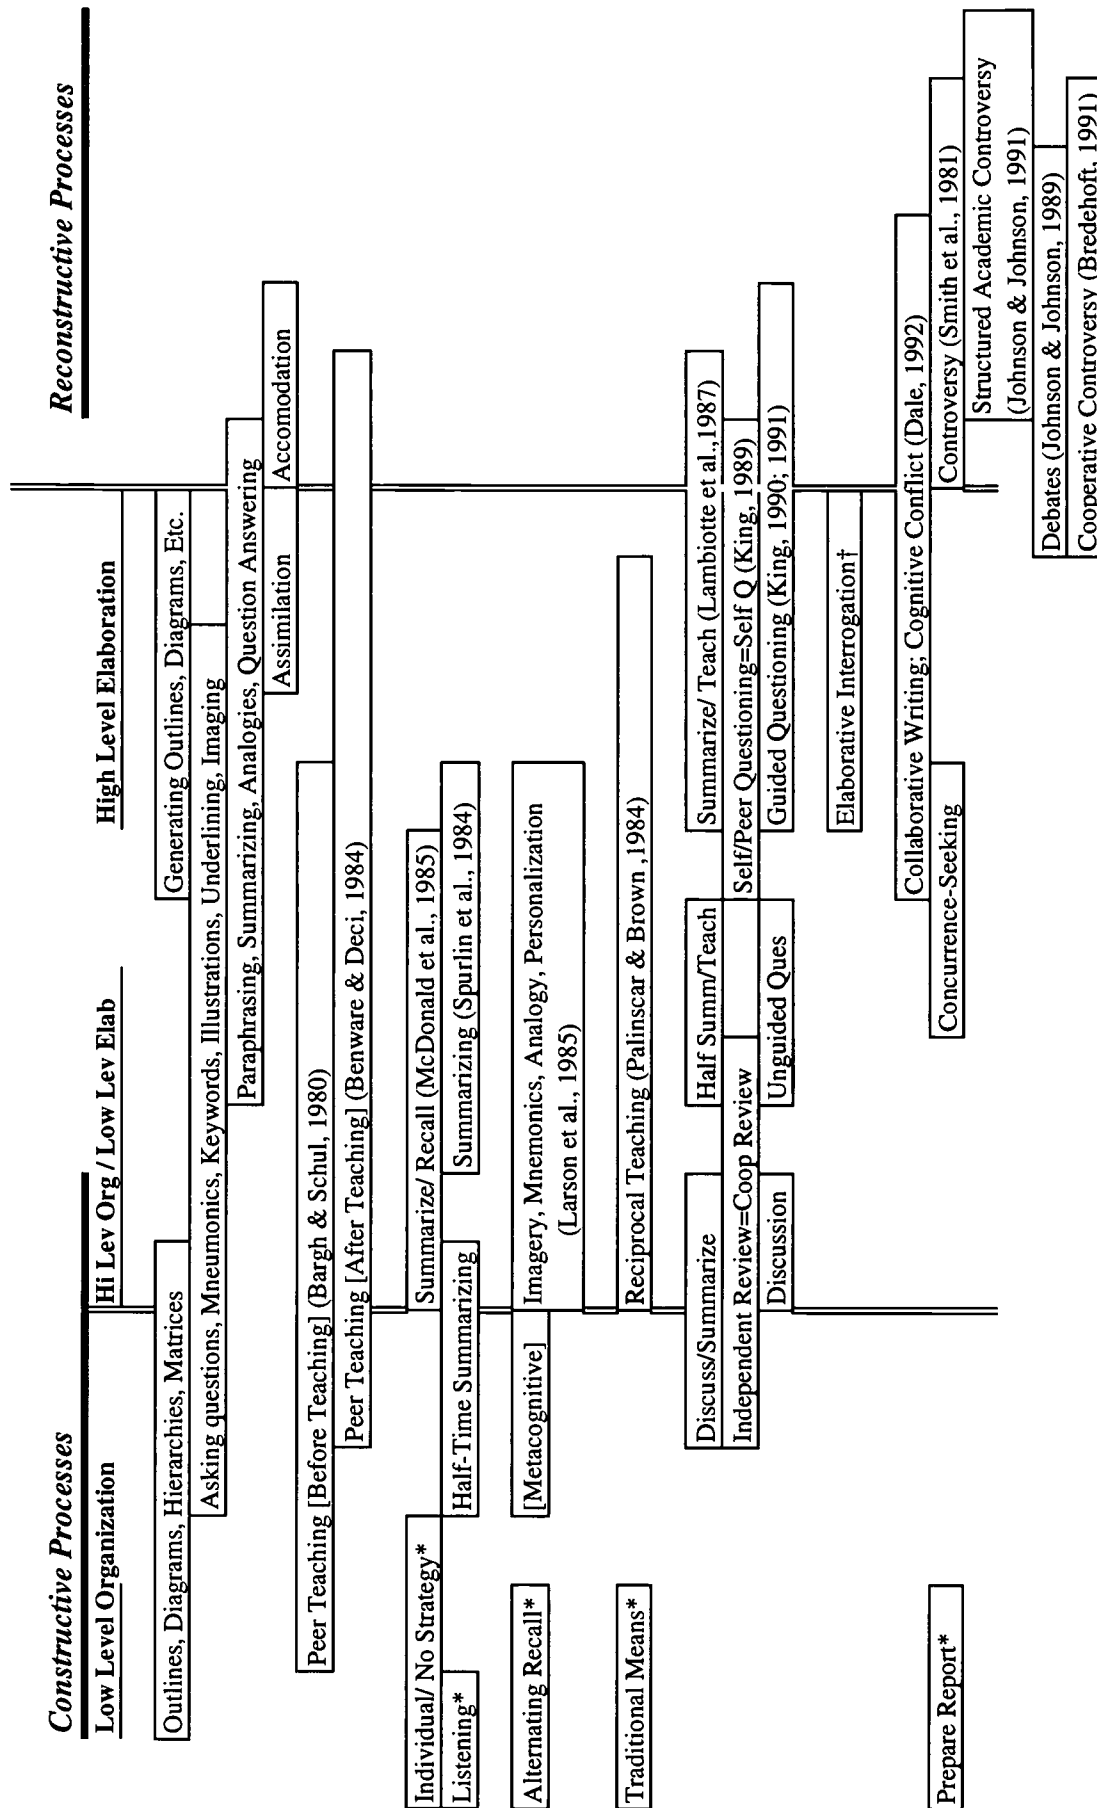 Constructive Processes
Reconstructive Processes
Low Level Organization
Hi Lev Org / Low Lev Elab
High Level Elaboration
Outlines, Diagrams, Hierarchies, Matrices
Generating Outlines, Diagrams, Etc.
Asking questions, Mneumonics, Keywords, Illustrations, Underlining, Imaging
Paraphrasing, Summarizing, Analogies, Question Answering
Assimilation
Accomodation
Peer Teaching [Before Teaching] (Bargh & Schul, 1980)
Peer Teaching [After Teaching] (Benware & Deci, 1984)
Individual/ No Strategy*
Summarize/ Recall (McDonald et al., 1985)
Listening*
Half-Time Summarizing
Summarizing (Spurlin et al., 1984)
Alternating Recall*
[Metacognitive]
Imagery, Mnemonics, Analogy, Personalization
(Larson et al., 1985)
Traditional Means*
Reciprocal Teaching (Palinscar & Brown ,1984)
Discuss/Summarize
Half Summ/Teach
Summarize/ Teach (Lambiotte et al.,1987)
Independent Review=Coop Review
Self/Peer Questioning=Self Q (King, 1989)
Discussion
Unguided Ques
Guided Questioning (King, 1990; 1991)
Elaborative Interrogation†
Collaborative Writing; Cognitive Conflict (Dale, 1992)
Prepare Report*
Concurrence-Seeking
Controversy (Smith et al., 1981)
Structured Academic Controversy
(Johnson & Johnson, 1991)
Debates (Johnson & Johnson, 1989)
Cooperative Controversy (Bredehoft, 1991)